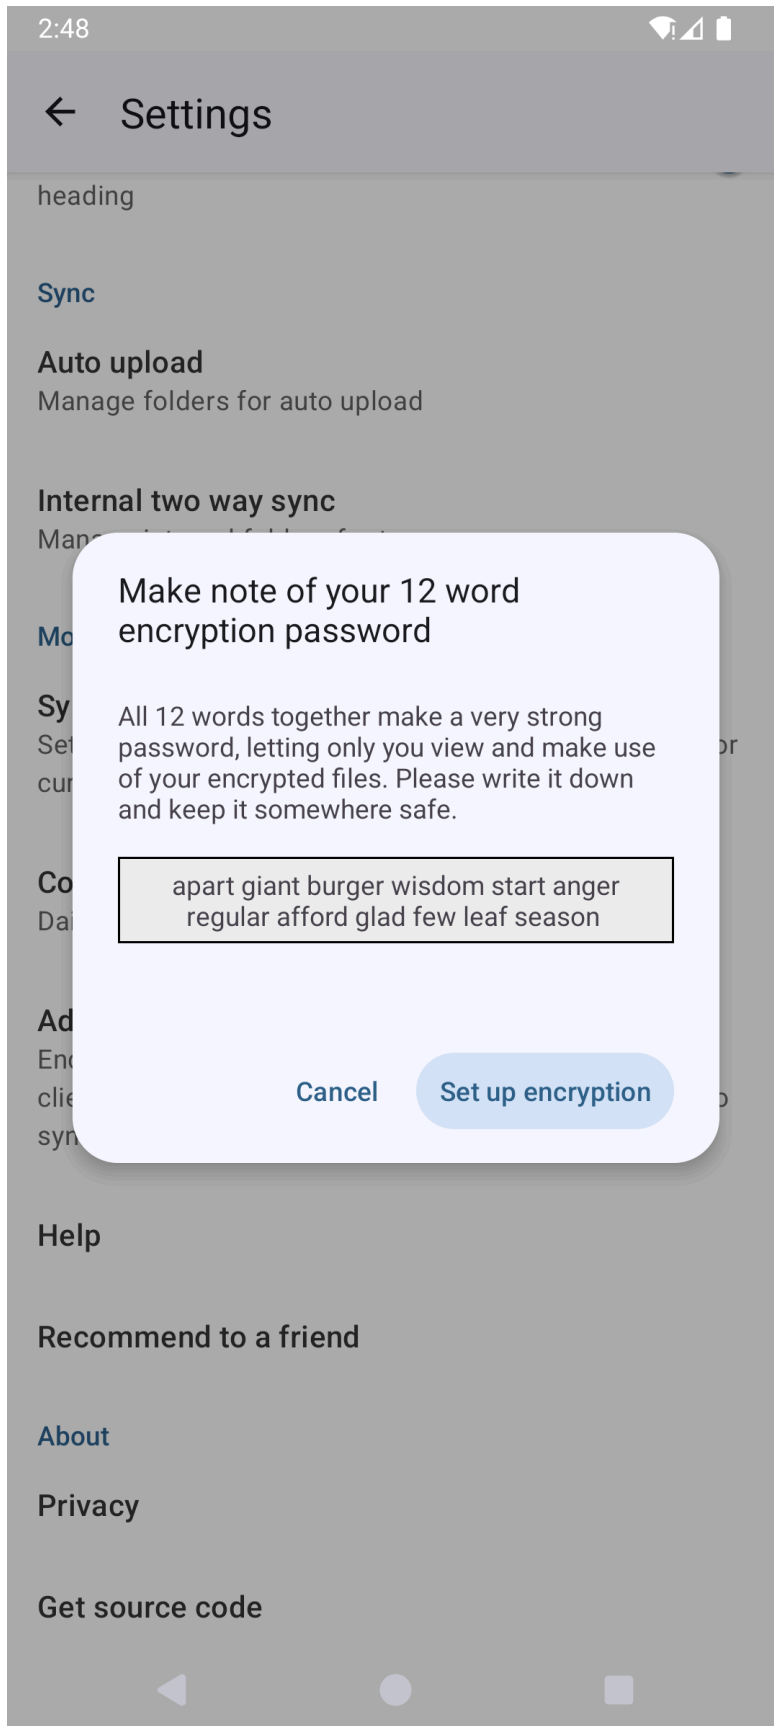 2:48
Settings
heading
Sync
Auto upload
Manage folders for auto upload
Internal two way sync
Make note of your 12 word
encryption password
All 12 words together make a very strong
password, letting only you view and make use
of your encrypted files. Please write it down
and keep it somewhere safe.
apart giant burger wisdom start anger
regular afford glad few leaf season
Cancel
Set up encryption
Help
Recommend to a friend
About
Privacy
Get source code